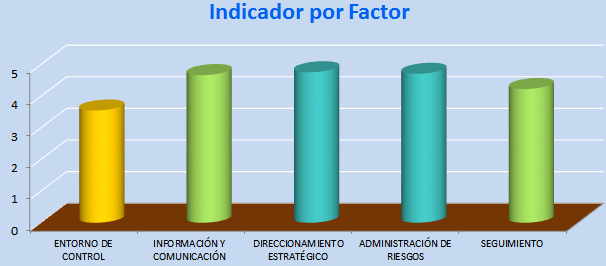 Indicador por Factor
5
4
3
2
1
0
ENTORNO DE
CONTROL
INFORMACIÓN Y
COMUNICACIÓN
DIRECCIONAMIENTO
ESTRATÉGICO
ADMINISTRACIÓN DE
RIESGOS
SEGUIMIENTO